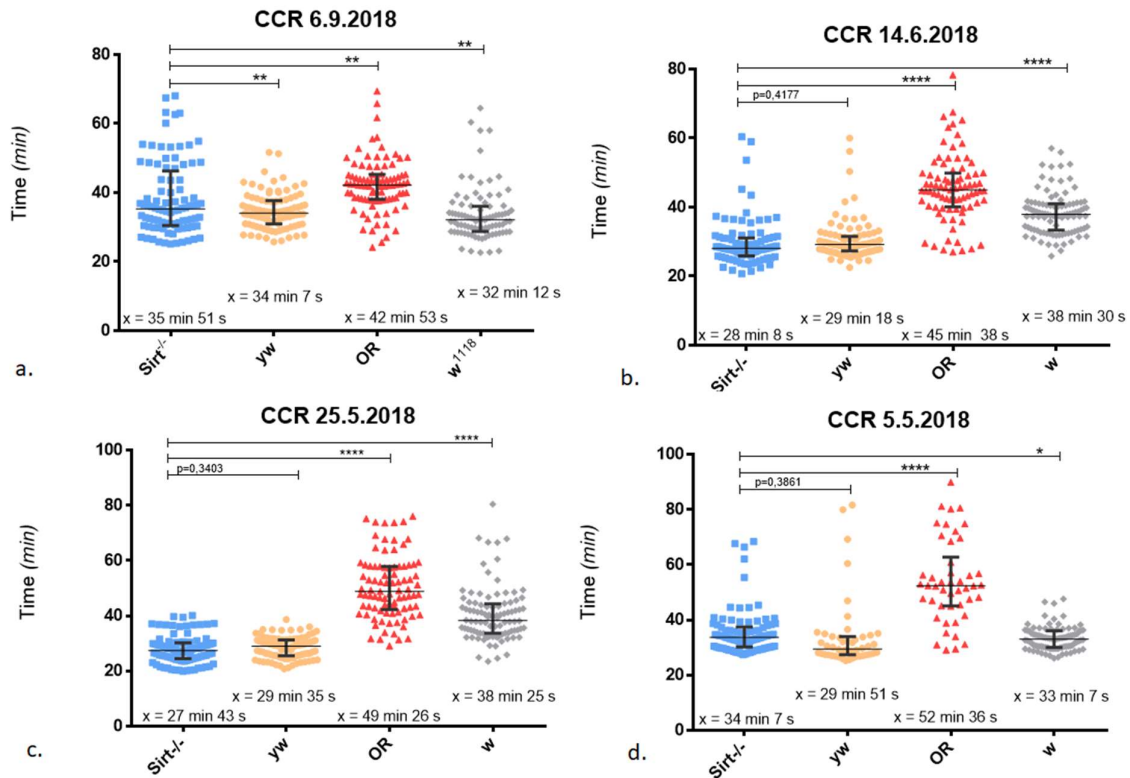 CCR 6.9.2018
Time (min)
80
60
40
20
0
**
**
**
x = 35 min 51 s
x = 34 min 7 s
x = 42 min 53 s
x = 32 min 12 s
Sirt-/-
yw
OR
w1118
a.
CCR 14.6.2018
Time (min)
80
60
40
20
0
****
****
p=0,4177
x = 28 min 8 s
x = 29 min 18 s
x = 45 min 38 s
x = 38 min 30 s
Sirt-/-
yw
OR
w
b.
CCR 25.5.2018
Time (min)
100
80
60
40
20
0
****
****
p=0,3403
x = 27 min 43 s
x = 29 min 35 s
x = 49 min 26 s
x = 38 min 25 s
Sirt-/-
yw
OR
w
c.
CCR 5.5.2018
Time (min)
100
80
60
40
20
0
*
****
p=0,3861
x = 34 min 7 s
x = 29 min 51 s
x = 52 min 36 s
x = 33 min 7 s
Sirt-/-
yw
OR
w
d.